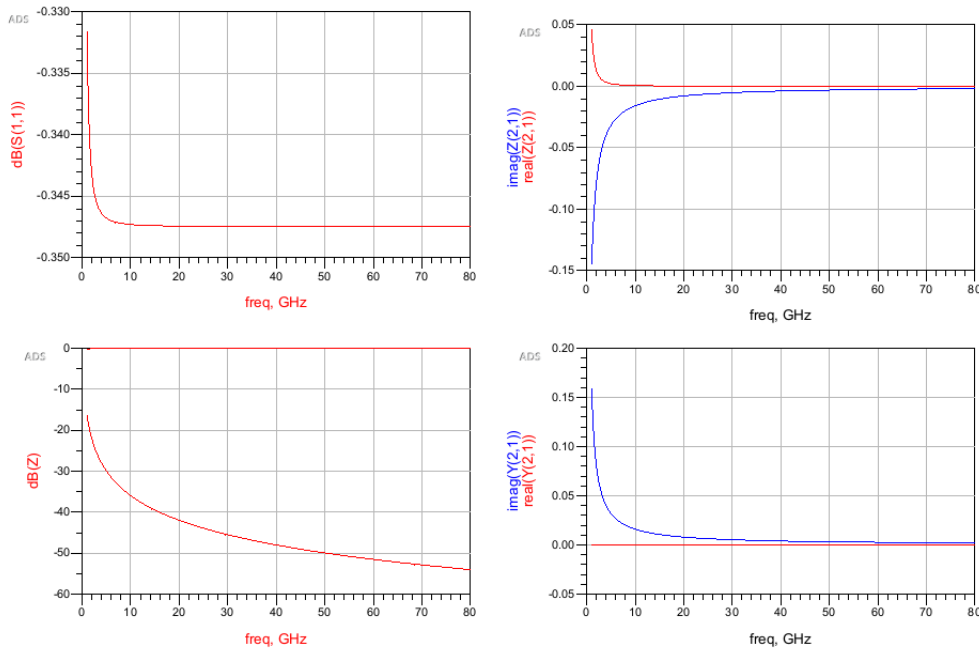 ADS
-0.330
-0.335
-0.340
-0.345
-0.350
dB(S(1,1))
0 10 20 30 40 50 60 70 80
freq, GHz
ADS
0.05
0.00
-0.05
-0.10
-0.15
imag(Z(2,1))
real(Z(2,1))
0 10 20 30 40 50 60 70 80
freq, GHz
ADS
0
-10
-20
-30
-40
-50
-60
dB(Z)
0 10 20 30 40 50 60 70 80
freq, GHz
ADS
0.20
0.15
0.10
0.05
0.00
-0.05
imag(Y(2,1))
real(Y(2,1))
0 10 20 30 40 50 60 70 80
freq, GHz